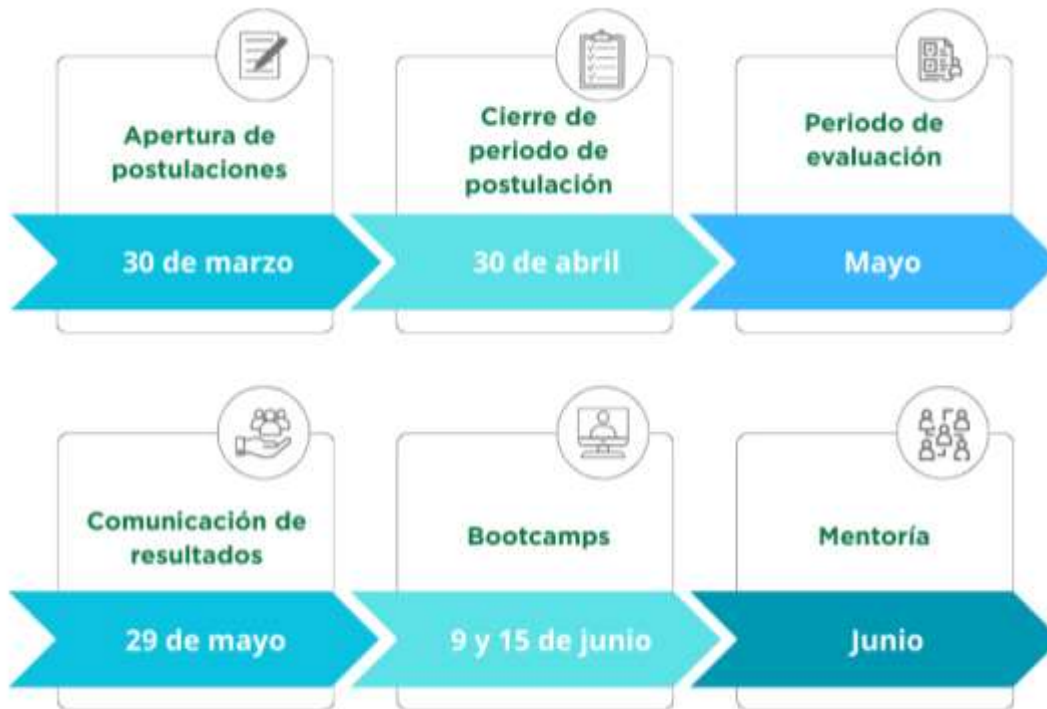 Apertura de
postulaciones
30 de marzo
Cierre de
periodo de
postulación
30 de abril
Periodo de
evaluación
Mayo
Comunicación de
resultados
29 de mayo
Bootcamps
9 y 15 de junio
Mentoría
Junio